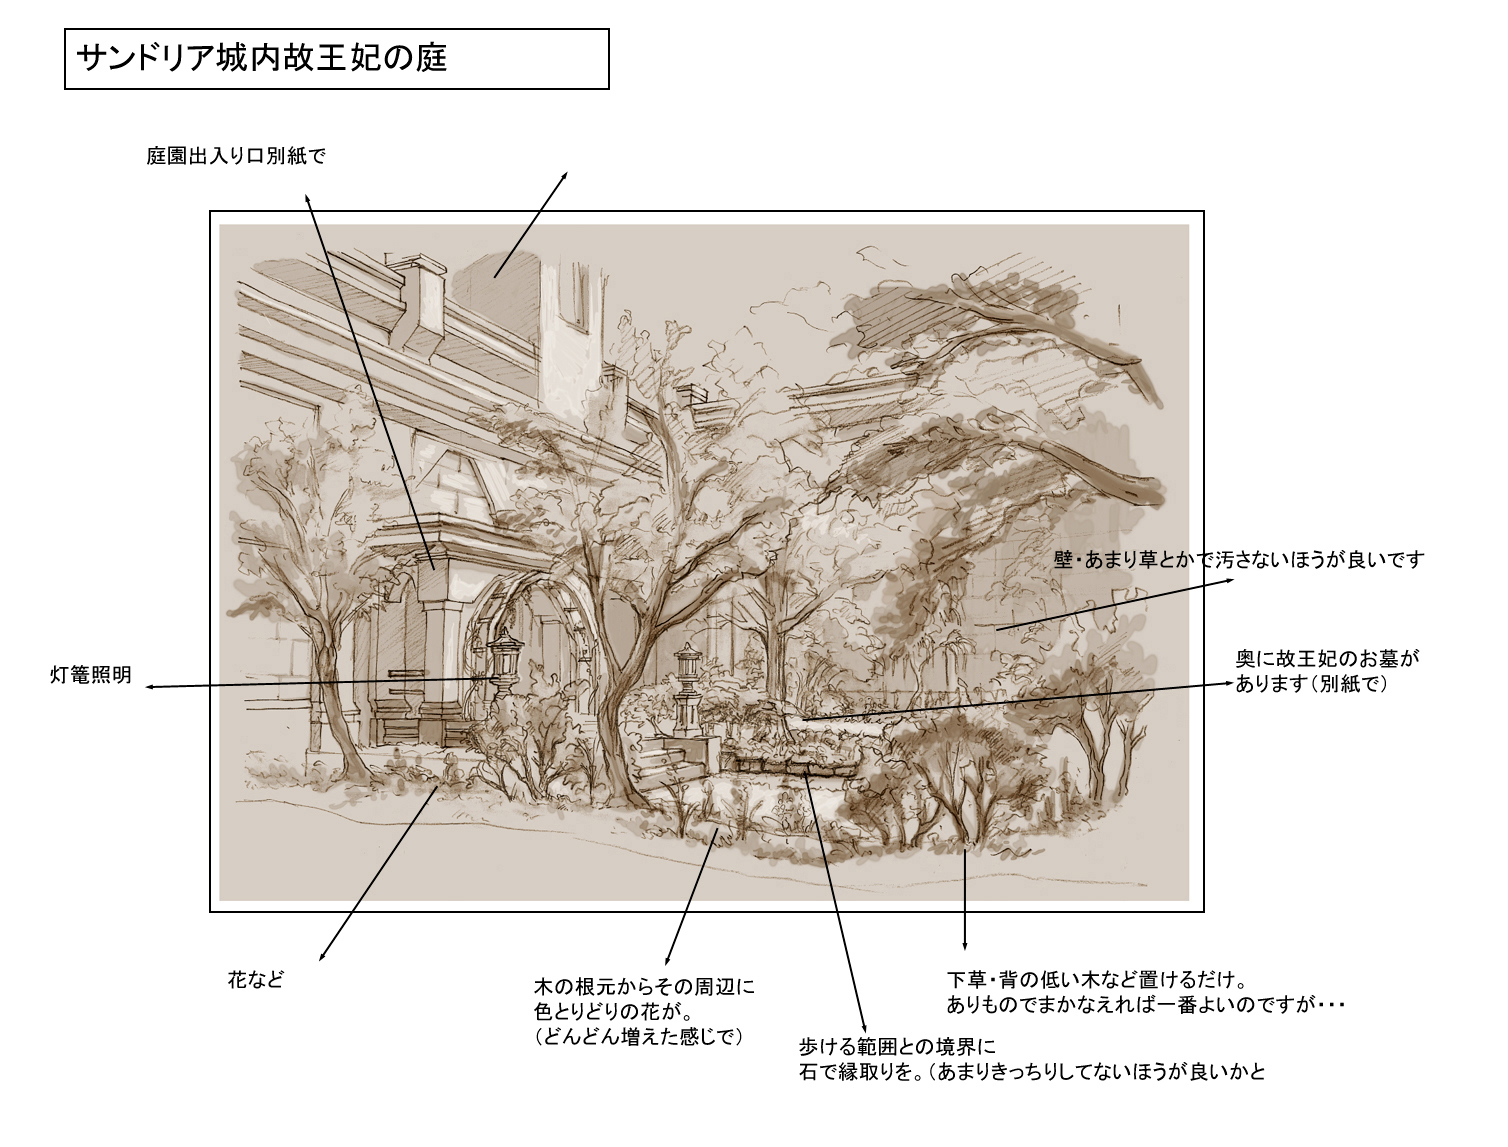 サンドリア城内故王妃の庭
庭園出入り口別紙で
壁・あまり草とかで汚さないほうが良いです
奥に故王妃のお墓が
あります（別紙で）
灯篭照明
花など
木の根元からその周辺に
色とりどりの花が。
（どんどん増えた感じで）
下草・背の低い木など置けるだけ。
ありものでまかなえれば一番よいのですが・・・
歩ける範囲との境界に
石で縁取りを。（あまりきっちりしてないほうが良いかと